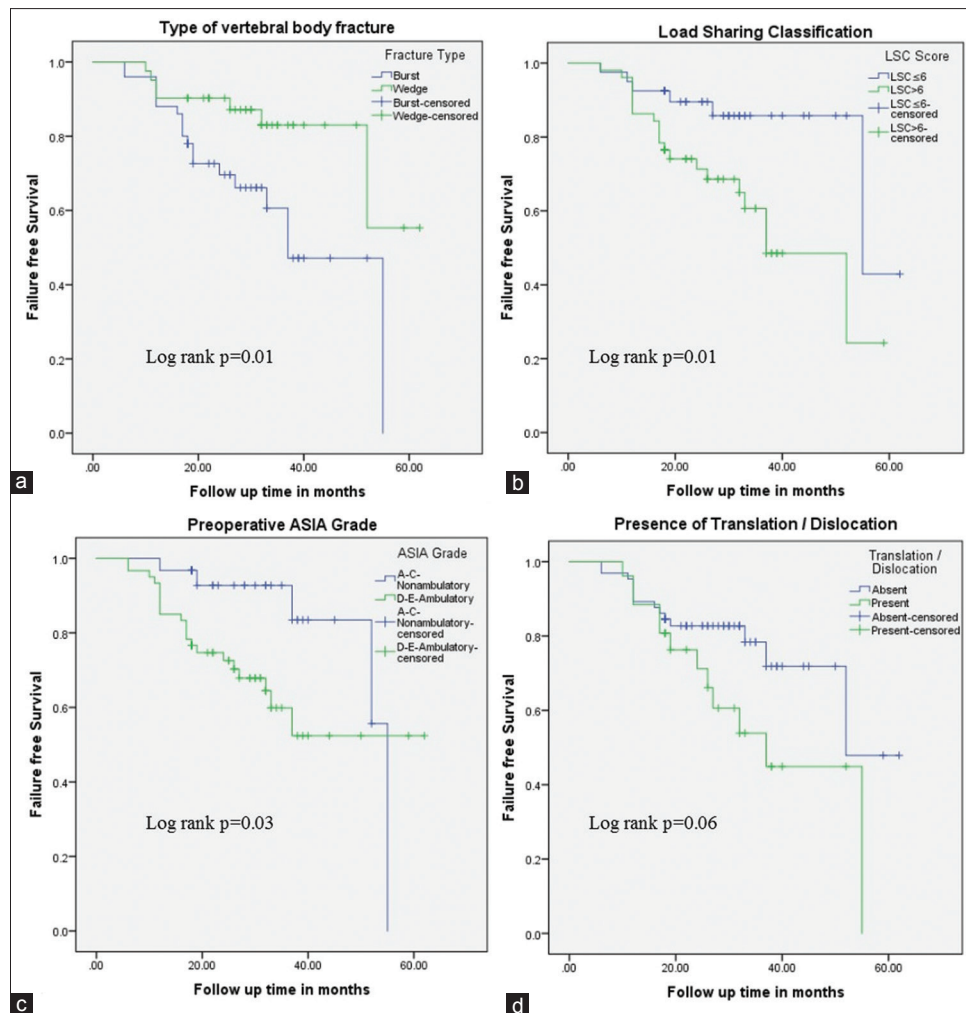 Type of vertebral body fracture
Fracture Type
Burst
Wedge
Burst-censored
Wedge-censored
Failure free Survival
1.0
0.8
0.6
0.4
0.2
0.0
Log rank p=0.01
.00
20.00
40.00
60.00
Follow up time in months
a
Load Sharing Classification
LSC Score
LSC≤6
LSC>6
LSC ≤6-
censored
LSC>6-
censored
Failure free Survival
1.0
0.8
0.6
0.4
0.2
0.0
Log rank p=0.01
.00
20.00
40.00
60.00
Follow up time in months
b
Preoperative ASIA Grade
ASIA Grade
A-C-
Nonambulatory
D-E-Ambulatory
A-C-
Nonambulatory-
censored
D-E-Ambulatory-
censored
Failure free Survival
1.0
0.8
0.6
0.4
0.2
0.0
Log rank p=0.03
.00
20.00
40.00
60.00
Follow up time in months
c
Presence of Translation / Dislocation
Translation /
Dislocation
Absent
Present
Absent-censored
Present-censored
Failure free Survival
1.0
0.8
0.6
0.4
0.2
0.0
Log rank p=0.06
.00
20.00
40.00
60.00
Follow up time in months
d